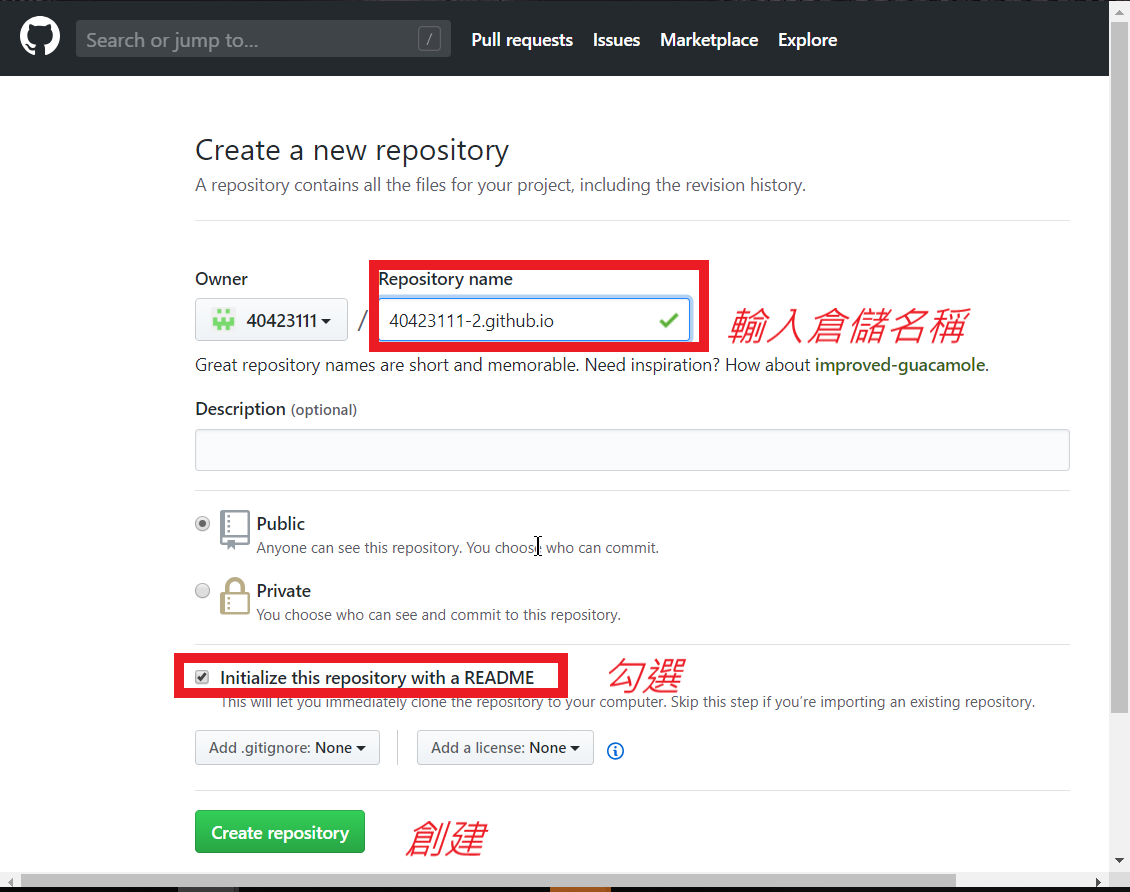 Search or jump to... / Pull requests Issues Marketplace Explore
Create a new repository
A repository contains all the files for your project, including the revision history.
Owner Repository name
40423111 / 40423111-2.github.io 輸入倉儲名稱
Great repository names are short and memorable. Need inspiration? How about improved-guacamole.
Description (optional)
Public
Anyone can see this repository. You choose who can commit.
Private
You choose who can see and commit to this repository.
Initialize this repository with a README 勾選
This will let you immediately clone the repository to your computer. Skip this step if you're importing an existing repository.
Add .gitignore: None Add a license: None
Create repository 創建